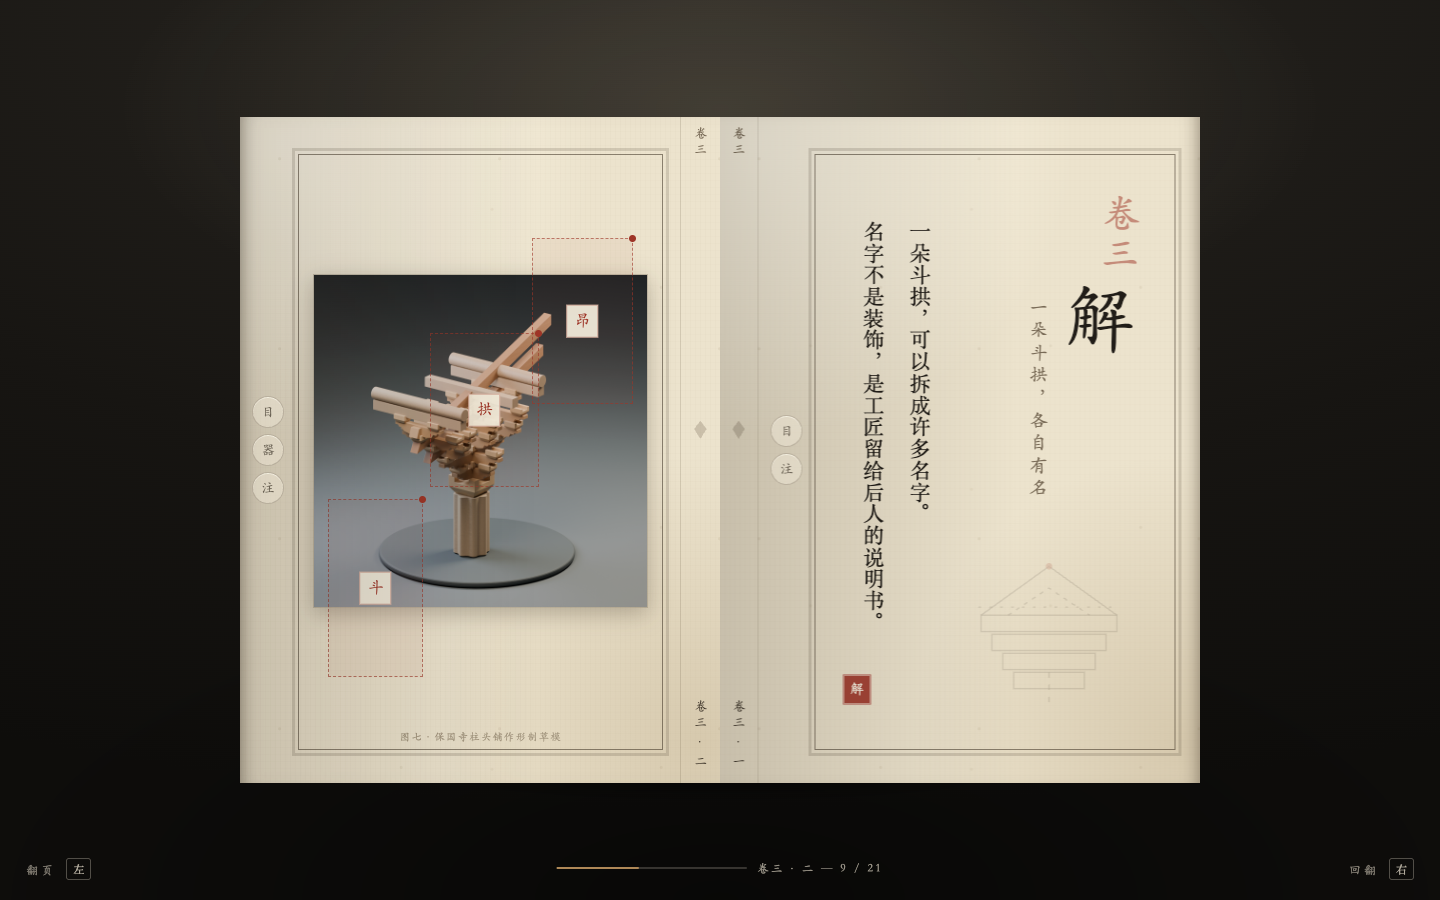 卷三
解
一朵斗拱，各自有名
一朵斗拱，可以拆成许多名字。
名字不是装饰，是工匠留给后人的说明书。
解
目
注
卷三
卷三·一
卷三
卷三·二
昂
拱
斗
图七·保国寺柱头铺作形制草模
目
器
注
翻页 左
卷三 · 二 — 9 / 21
回翻 右